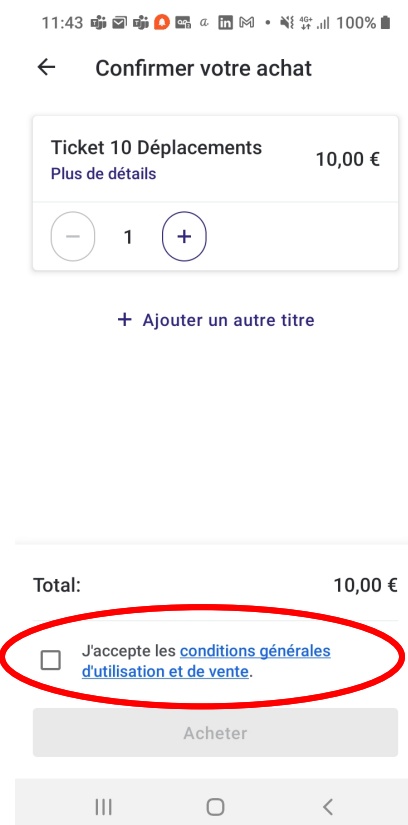 11:43 100%
Confirmer votre achat
Ticket 10 Déplacements
10,00 €
Plus de détails
1
Ajouter un autre titre
Total:
10,00 €
J'accepte les conditions générales
d'utilisation et de vente.
Acheter